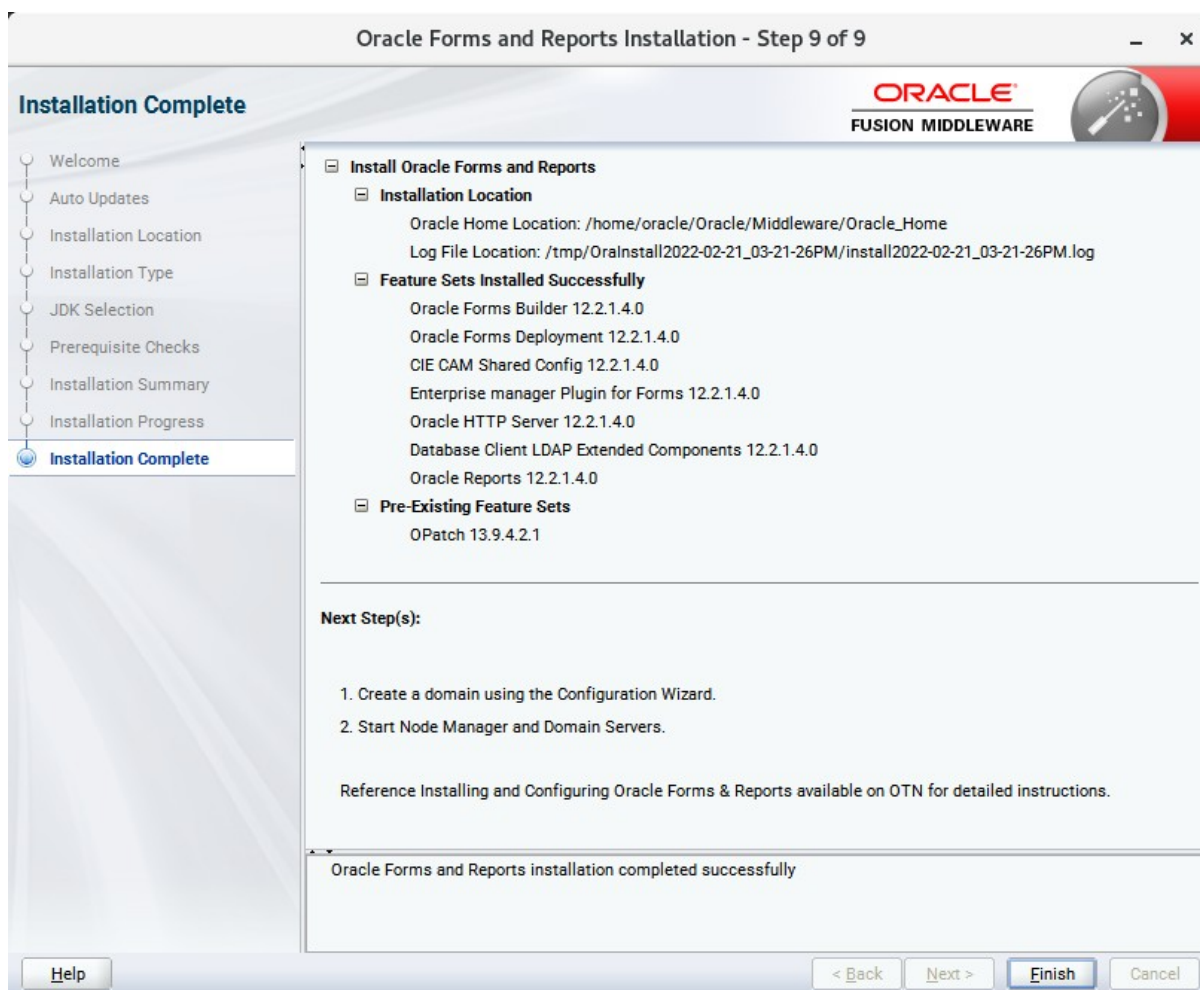 Oracle Forms and Reports Installation - Step 9 of 9
Installation Complete
ORACLE
FUSION MIDDLEWARE
Welcome
Auto Updates
Installation Location
Installation Type
JDK Selection
Prerequisite Checks
Installation Summary
Installation Progress
Installation Complete
Install Oracle Forms and Reports
Installation Location
Oracle Home Location: /home/oracle/Oracle/Middleware/Oracle_Home
Log File Location: /tmp/OraInstall2022-02-21_03-21-26PM/install2022-02-21_03-21-26PM.log
Feature Sets Installed Successfully
Oracle Forms Builder 12.2.1.4.0
Oracle Forms Deployment 12.2.1.4.0
CIE CAM Shared Config 12.2.1.4.0
Enterprise manager Plugin for Forms 12.2.1.4.0
Oracle HTTP Server 12.2.1.4.0
Database Client LDAP Extended Components 12.2.1.4.0
Oracle Reports 12.2.1.4.0
Pre-Existing Feature Sets
OPatch 13.9.4.2.1
Next Step(s):
1. Create a domain using the Configuration Wizard.
2. Start Node Manager and Domain Servers.
Reference Installing and Configuring Oracle Forms & Reports available on OTN for detailed instructions.
Oracle Forms and Reports installation completed successfully
Help
< Back
Next >
Finish
Cancel